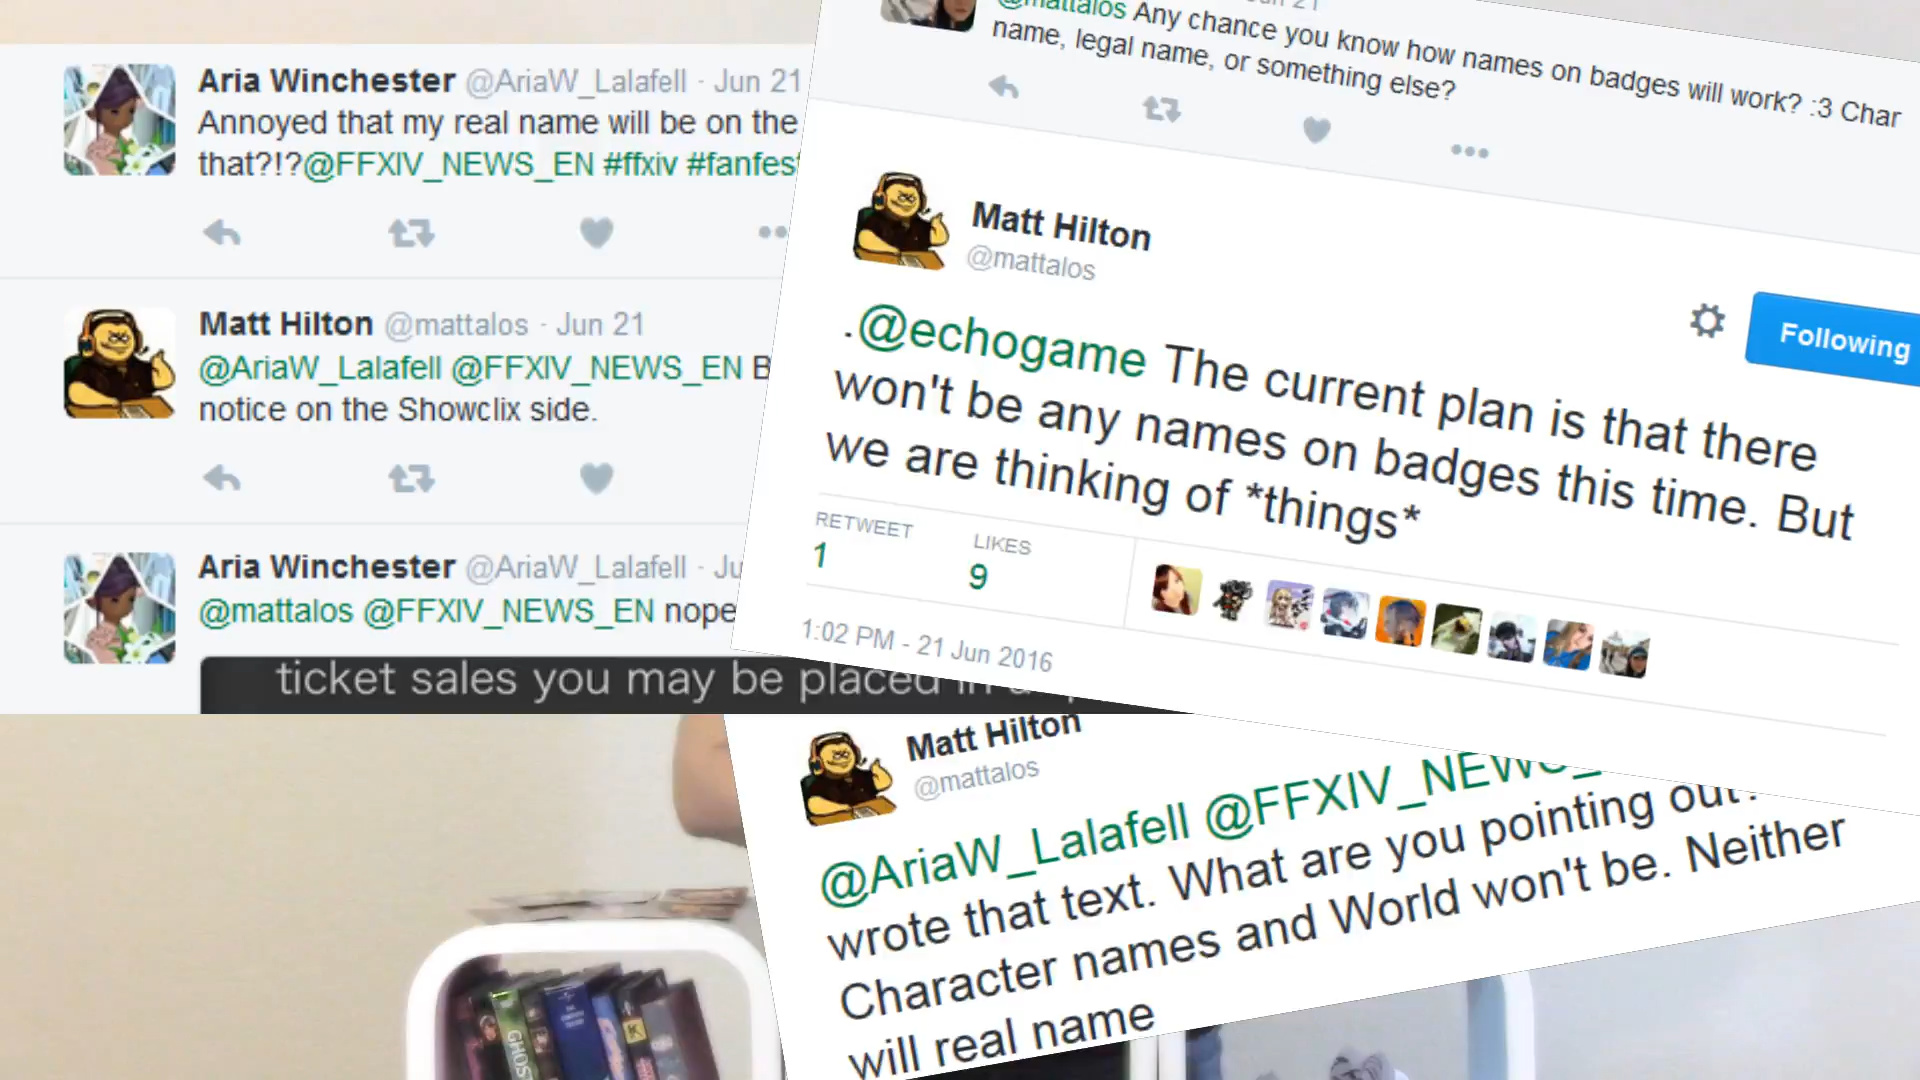 Aria Winchester @AriaW_Lalafell · Jun 21
Annoyed that my real name will be on the
that?!?@FFXIV_NEWS_EN #ffxiv #fanfest
Matt Hilton @mattalos · Jun 21
@AriaW_Lalafell @FFXIV_NEWS_EN B
notice on the Showclix side.
Aria Winchester @AriaW_Lalafell · Ju
@mattalos @FFXIV_NEWS_EN nope
ticket sales you may be placed in a
@mattalos Any chance you know how names on badges will work? :3 Char
name, legal name, or something else?
Matt Hilton
@mattalos
Following
.@echogame The current plan is that there
won't be any names on badges this time. But
we are thinking of *things*
RETWEET
1
LIKES
9
1:02 PM - 21 Jun 2016
Matt Hilton
@mattalos
@AriaW_Lalafell @FFXIV_NEWS_
wrote that text. What are you pointing out?
Character names and World won't be. Neither
will real name
GHOS